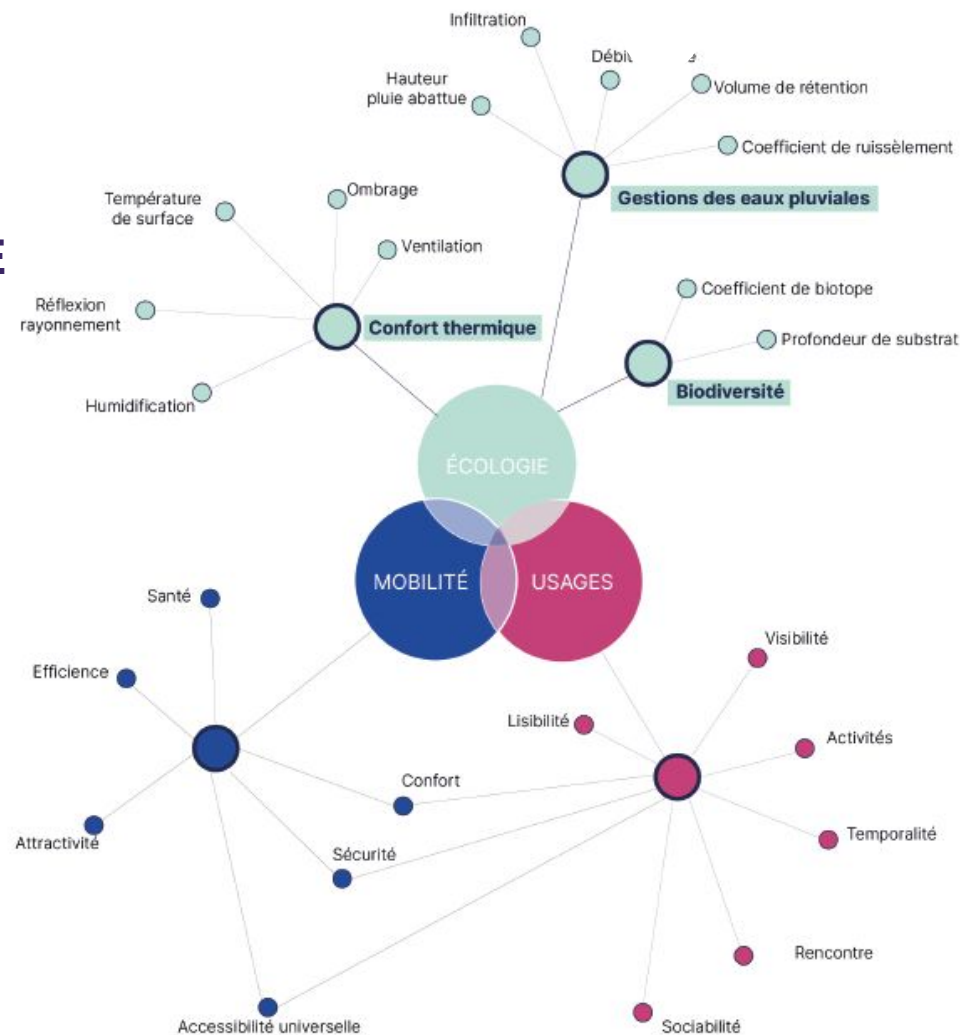 Infiltration
Hauteur
pluie abattue
Volume de rétention
Coefficient de ruissèlement
Gestions des eaux pluviales
Température
de surface
Ombrage
Ventilation
Réflexion
rayonnement
Confort thermique
Humidification
Coefficient de biotope
Profondeur de substrat
Biodiversité
ÉCOLOGIE
MOBILITÉ
USAGES
Santé
Efficience
Attractivité
Confort
Sécurité
Accessibilité universelle
Visibilité
Lisibilité
Activités
Temporalité
Rencontre
Sociabilité